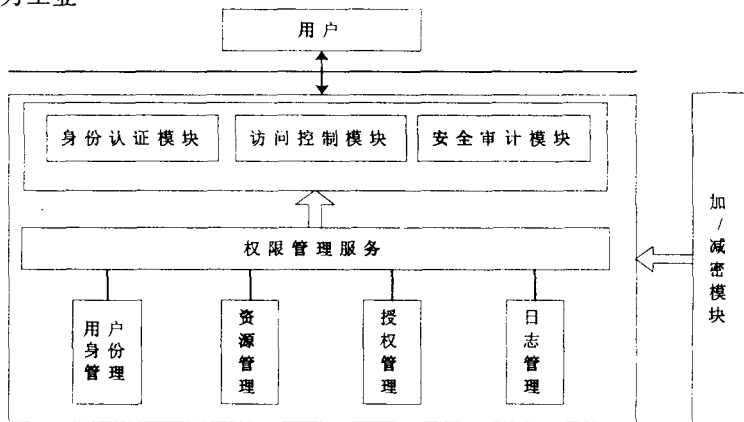 用户
身份认证模块
访问控制模块
安全审计模块
权限管理服务
用户
身份
管理
资源管理
授权管理
日志管理
加/减密模块